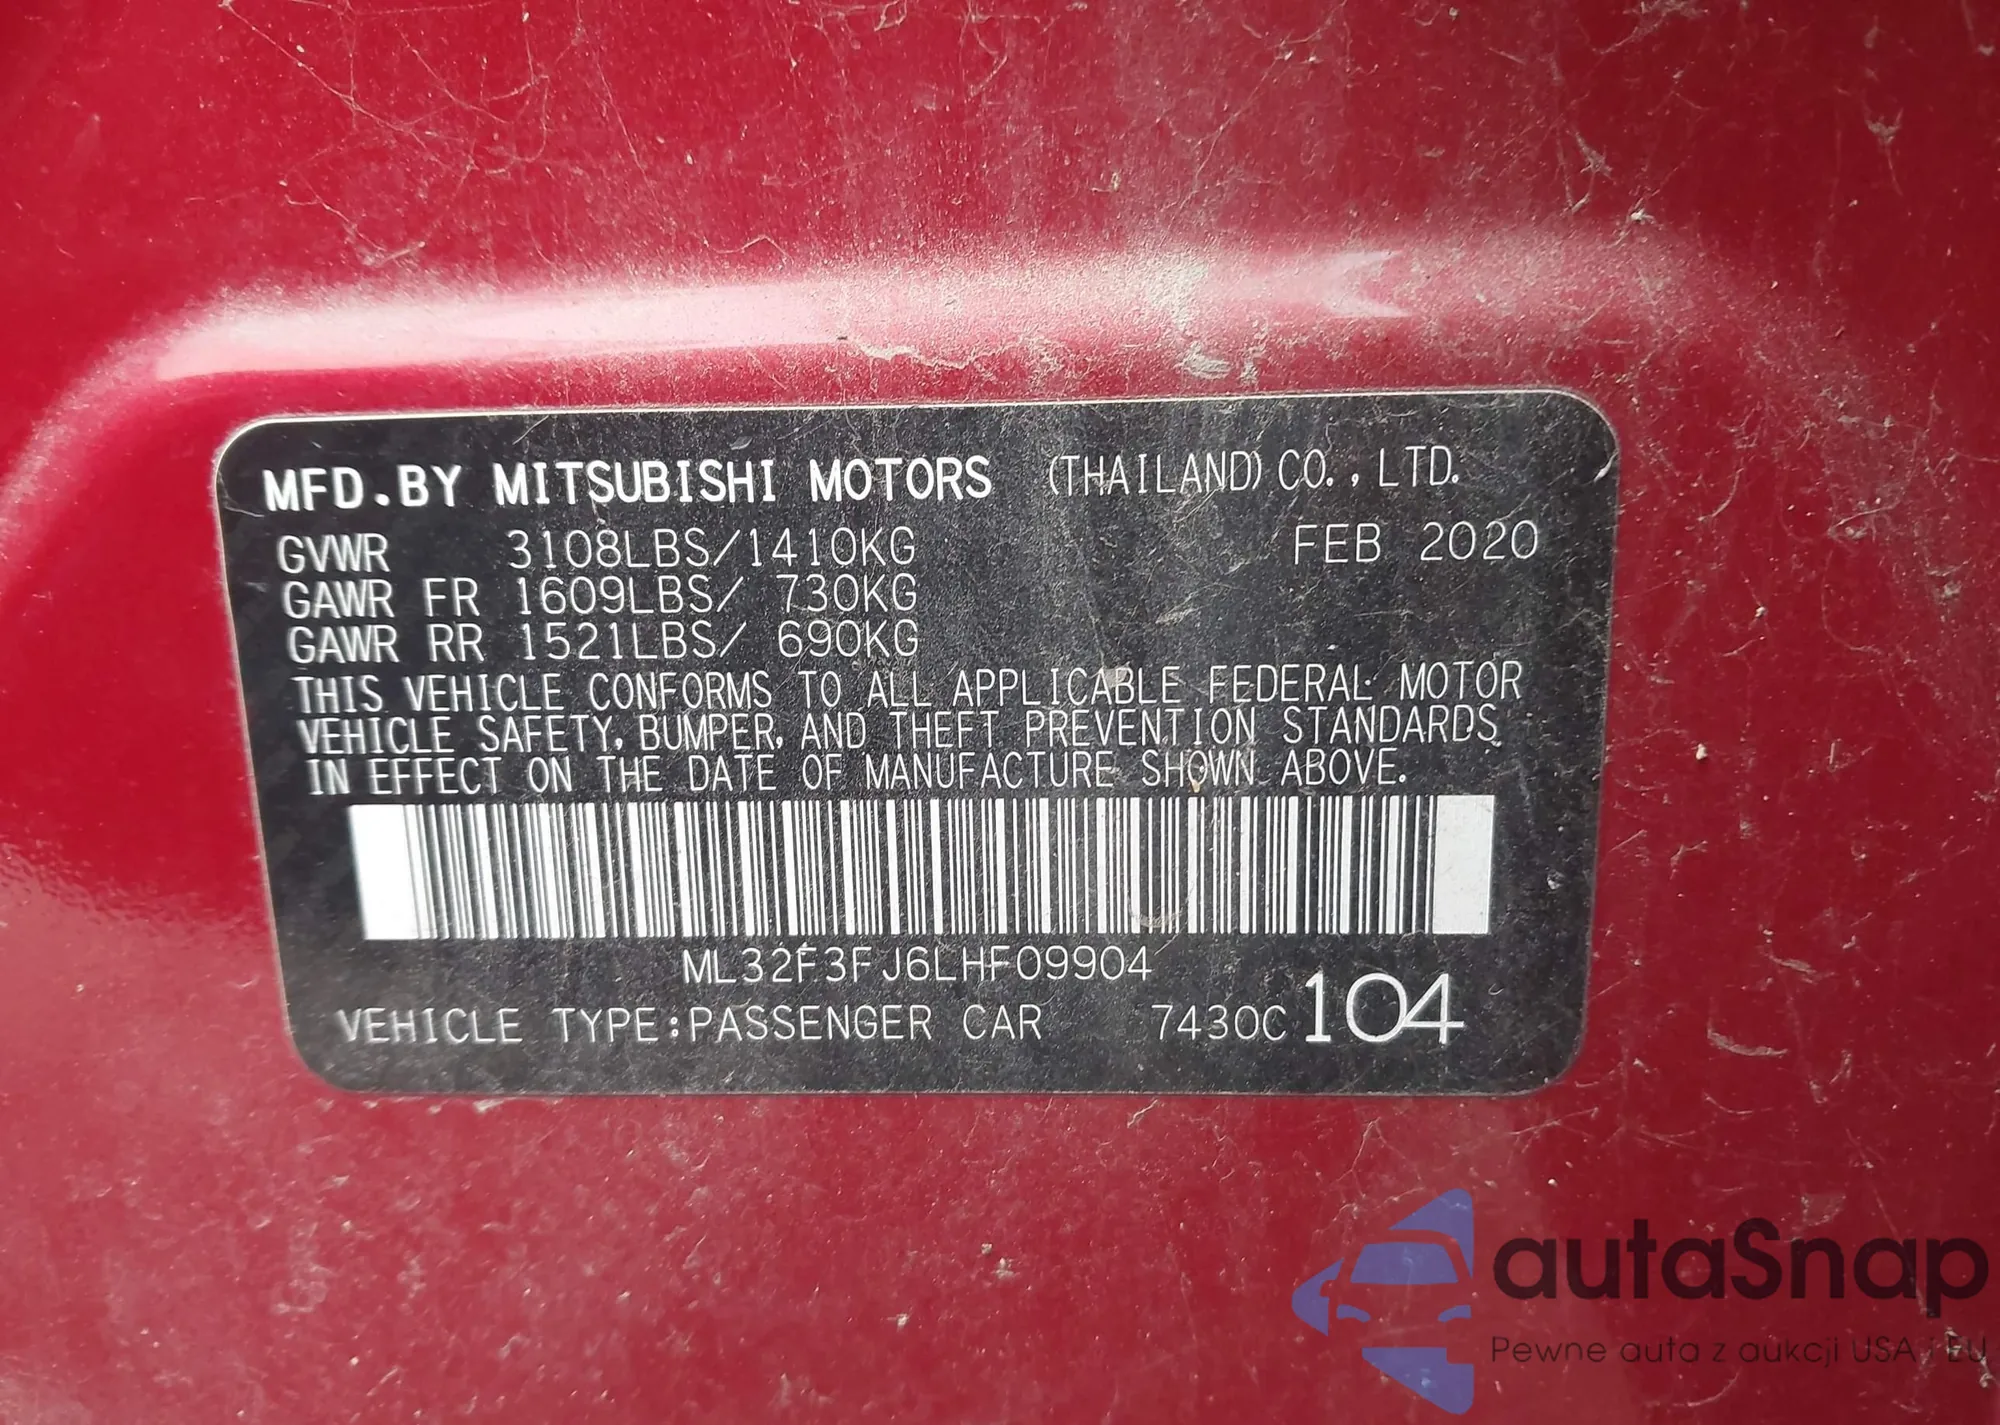 MFD.BY MITSUBISHI MOTORS (THAILAND) CO., LTD.
GVWR 3108LBS/1410KG FEB 2020
GAWR FR 1609LBS/ 730KG
GAWR RR 1521LBS/ 690KG
THIS VEHICLE CONFORMS TO ALL APPLICABLE FEDERAL MOTOR
VEHICLE SAFETY, BUMPER, AND THEFT PREVENTION STANDARDS
IN EFFECT ON THE DATE OF MANUFACTURE SHOWN ABOVE.
ML32F3FJ6LHF09904
VEHICLE TYPE:PASSENGER CAR 7430C 104
autaSnap
Pewne auta z aukcji USA i EU